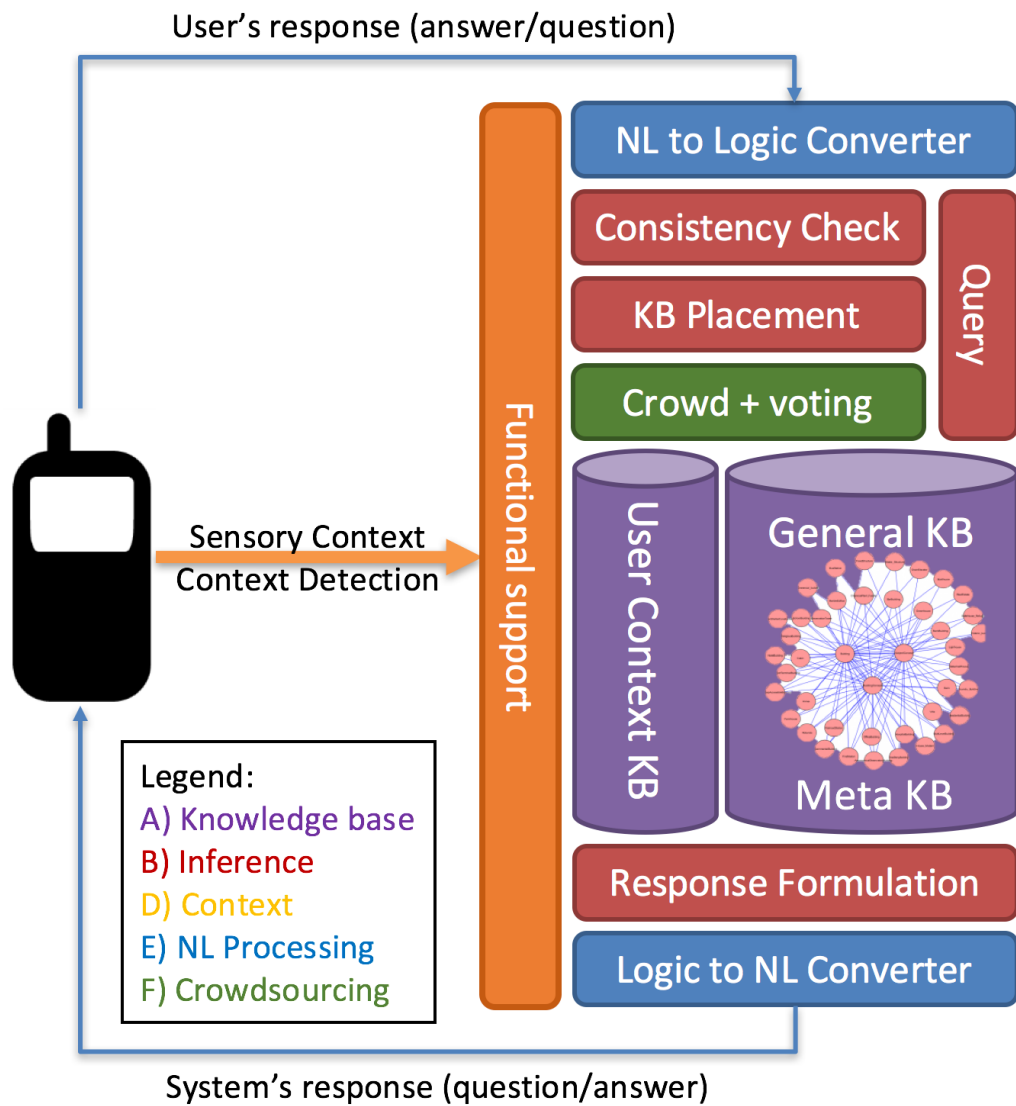 User’s response (answer/question)
NL to Logic Converter
Consistency Check
KB Placement
Query
Crowd + voting
Functional support
Sensory Context
Context Detection
User Context KB
General KB
Meta KB
Legend:
A) Knowledge base
B) Inference
D) Context
E) NL Processing
F) Crowdsourcing
Response Formulation
Logic to NL Converter
System’s response (question/answer)